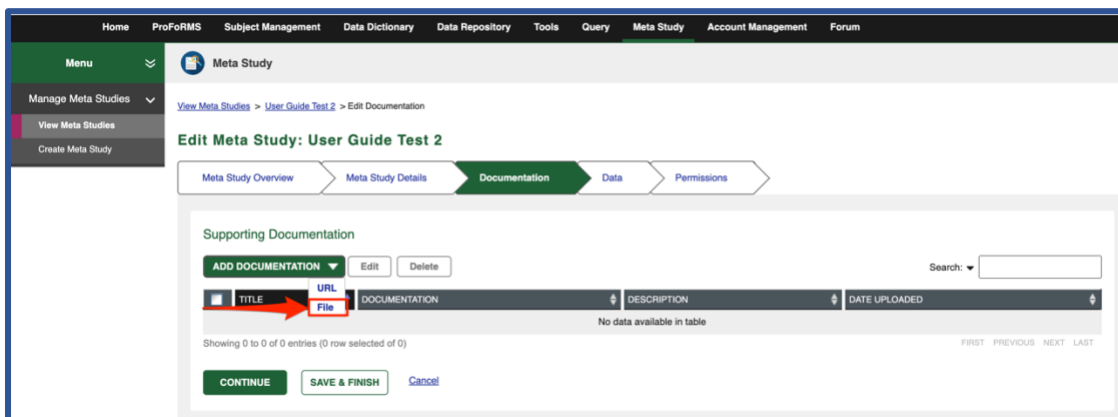 Home ProFoRMS Subject Management Data Dictionary Data Repository Tools Query Meta Study Account Management Forum
Menu
Meta Study
Manage Meta Studies
View Meta Studies
Create Meta Study
View Meta Studies > User Guide Test 2 > Edit Documentation
Edit Meta Study: User Guide Test 2
Meta Study Overview Meta Study Details Documentation Data Permissions
Supporting Documentation
ADD DOCUMENTATION Edit Delete Search:
URL
File
TITLE DOCUMENTATION DESCRIPTION DATE UPLOADED
No data available in table
Showing 0 to 0 of 0 entries (0 row selected of 0) FIRST PREVIOUS NEXT LAST
CONTINUE SAVE & FINISH Cancel